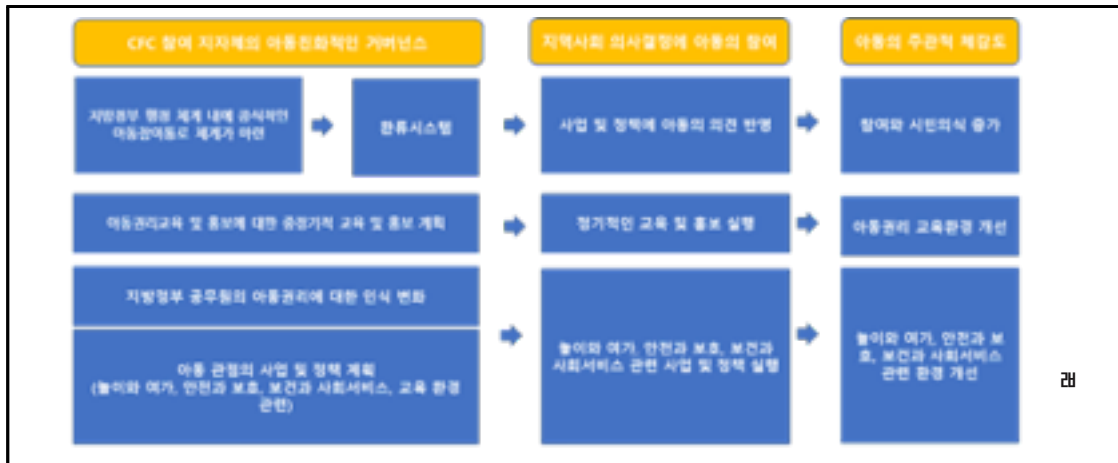 CFC 참여 지자체의 아동친화적인 거버넌스
지역사회 의사결정에 아동의 참여
아동의 주관적 체감도
지방정부 행정 체계 내에 공식적인
아동참여통로 체계가 마련
환류시스템
사업 및 정책에 아동의 의견 반영
참여와 시민의식 증가
아동권리교육 및 홍보에 대한 중장기적 교육 및 홍보 계획
정기적인 교육 및 홍보 실행
아동권리 교육환경 개선
지방정부 공무원의 아동권리에 대한 인식 변화
아동 관점의 사업 및 정책 계획
(놀이와 여가, 안전과 보호, 보건과 사회서비스, 교육 환경
관련)
놀이와 여가, 안전과 보호, 보건과
사회서비스 관련 사업 및 정책 실행
놀이와 여가, 안전과 보
호, 보건과 사회서비스
관련 환경 개선